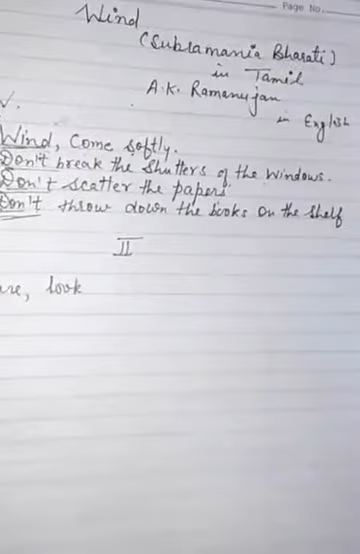 Page No.
Wind
(Subramania Bharati)
in Tamil
A.K. Ramanujan
in English
Wind, Come softly.
Don't break the Shutters of the windows.
Don't scatter the papers
Don't throw down the books on the shelf
II
look